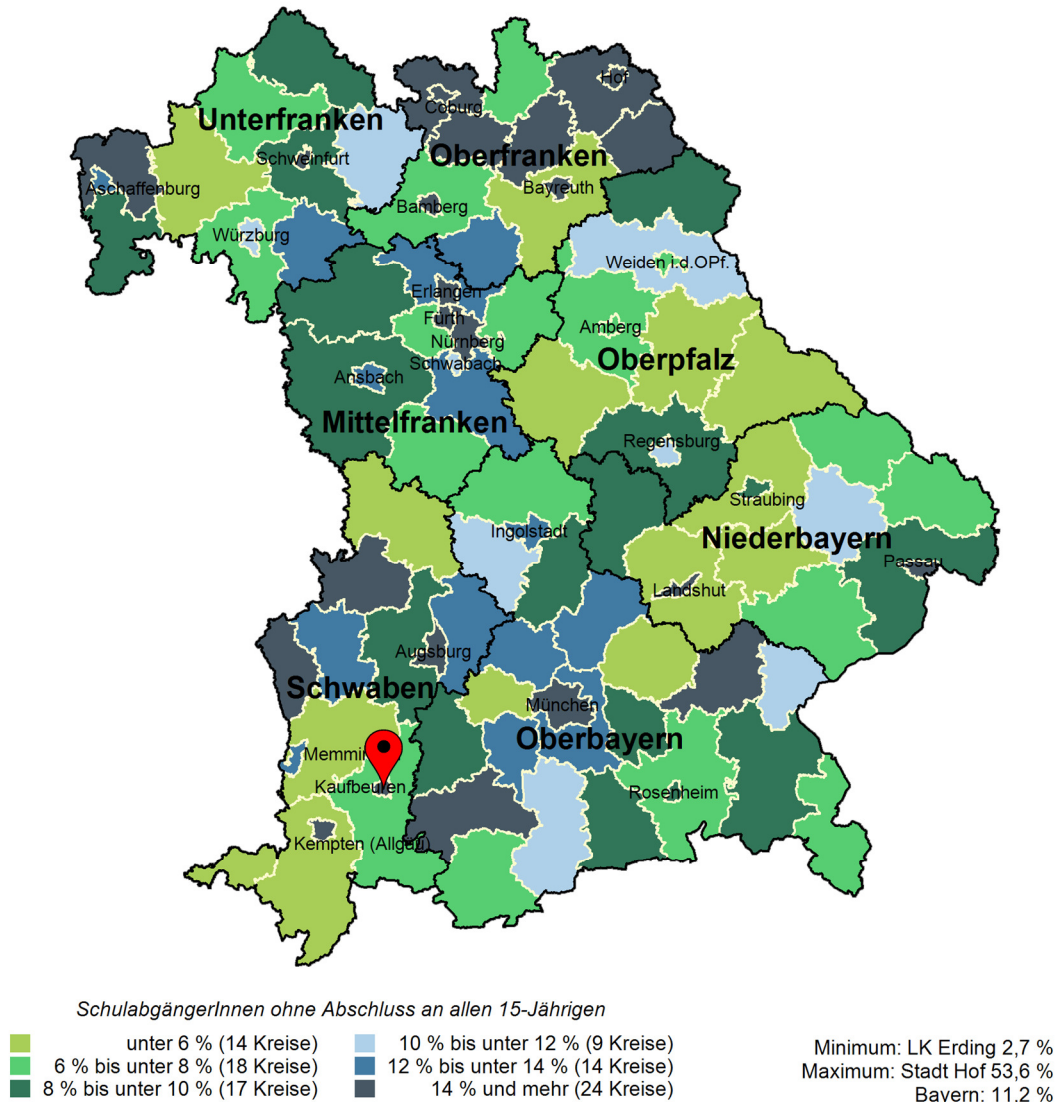 Hof
Coburg
Unterfranken
Oberfranken
Schweinfurt
Aschaffenburg
Bayreuth
Bamberg
Würzburg
Weiden i.d.OPf.
Erlangen
Fürth
Amberg
Nürnberg
Oberpfalz
Schwabach
Ansbach
Mittelfranken
Regensburg
Straubing
Ingolstadt
Niederbayern
Passau
Landshut
Augsburg
Schwaben
München
Oberbayern
Kaufbeuren
Rosenheim
Kempten (Allgäu)
SchulabgängerInnen ohne Abschluss an allen 15-Jährigen
unter 6 % (14 Kreise)
6 % bis unter 8 % (18 Kreise)
8 % bis unter 10 % (17 Kreise)
10 % bis unter 12 % (9 Kreise)
12 % bis unter 14 % (14 Kreise)
14 % und mehr (24 Kreise)
Minimum: LK Erding 2,7 %
Maximum: Stadt Hof 53,6 %
Bayern: 11,2 %